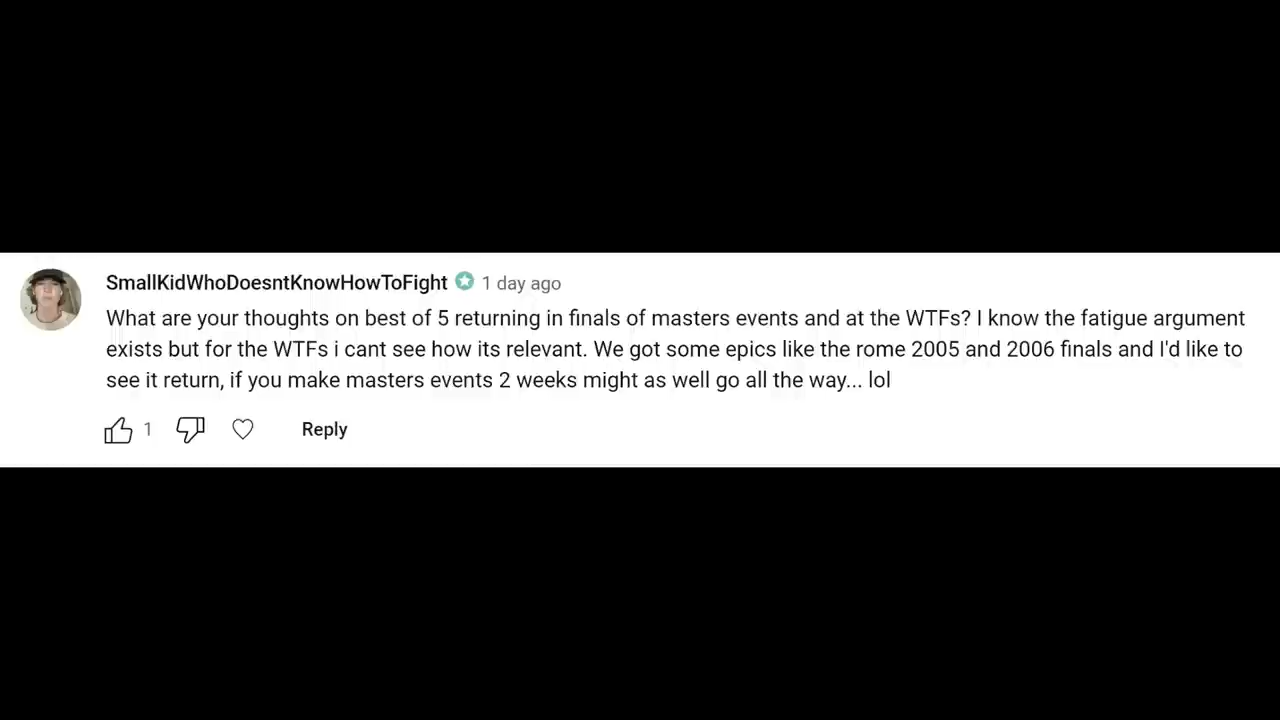 SmallKidWhoDoesntKnowHowToFight 1 day ago
What are your thoughts on best of 5 returning in finals of masters events and at the WTFs? I know the fatigue argument
exists but for the WTFs i cant see how its relevant. We got some epics like the rome 2005 and 2006 finals and I'd like to
see it return, if you make masters events 2 weeks might as well go all the way... lol
1 Reply